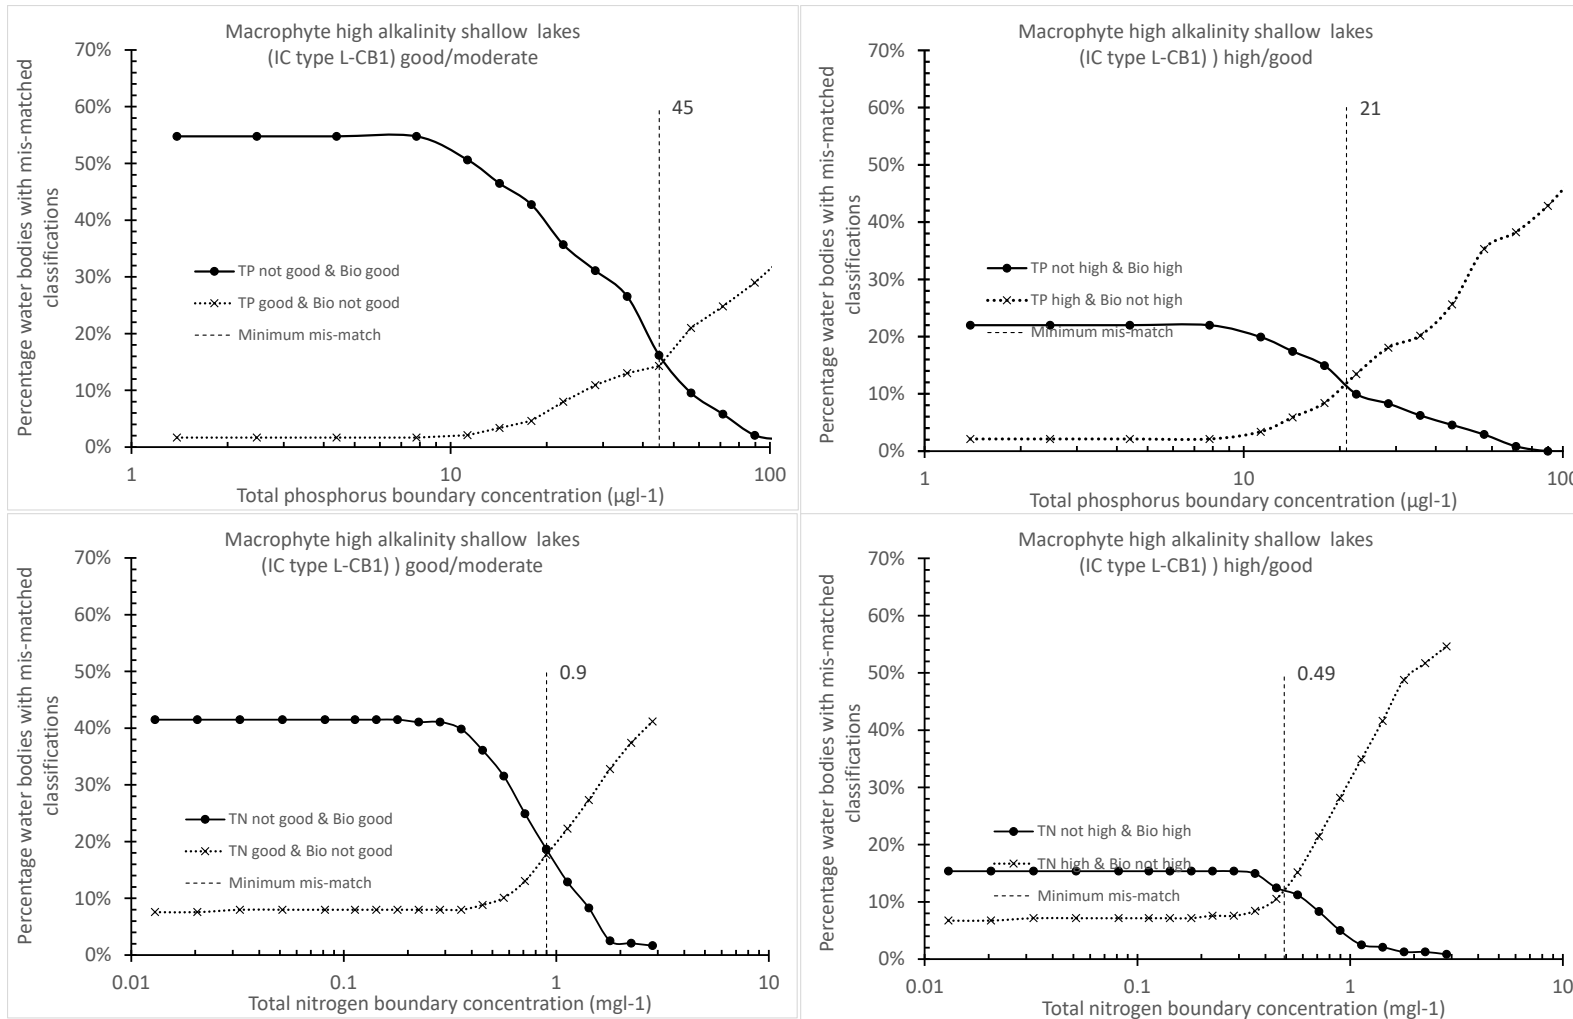 Macrophyte high alkalinity shallow lakes
(IC type L-CB1) good/moderate
Percentage water bodies with mis-matched
classifications
70%
60%
50%
40%
30%
20%
10%
0%
45
TP not good & Bio good
TP good & Bio not good
Minimum mis-match
1
10
100
Total phosphorus boundary concentration (µgl-1)
Macrophyte high alkalinity shallow lakes
(IC type L-CB1) ) high/good
Percentage water bodies with mis-matched
classifications
70%
60%
50%
40%
30%
20%
10%
0%
21
TP not high & Bio high
TP high & Bio not high
Minimum mis-match
1
10
100
Total phosphorus boundary concentration (µgl-1)
Macrophyte high alkalinity shallow lakes
(IC type L-CB1) ) good/moderate
Percentage water bodies with mis-matched
classifications
70%
60%
50%
40%
30%
20%
10%
0%
0.9
TN not good & Bio good
TN good & Bio not good
Minimum mis-match
0.01
0.1
1
10
Total nitrogen boundary concentration (mgl-1)
Macrophyte high alkalinity shallow lakes
(IC type L-CB1) ) high/good
Percentage water bodies with mis-matched
classifications
70%
60%
50%
40%
30%
20%
10%
0%
0.49
TN not high & Bio high
TN high & Bio not high
Minimum mis-match
0.01
0.1
1
10
Total nitrogen boundary concentration (mgl-1)